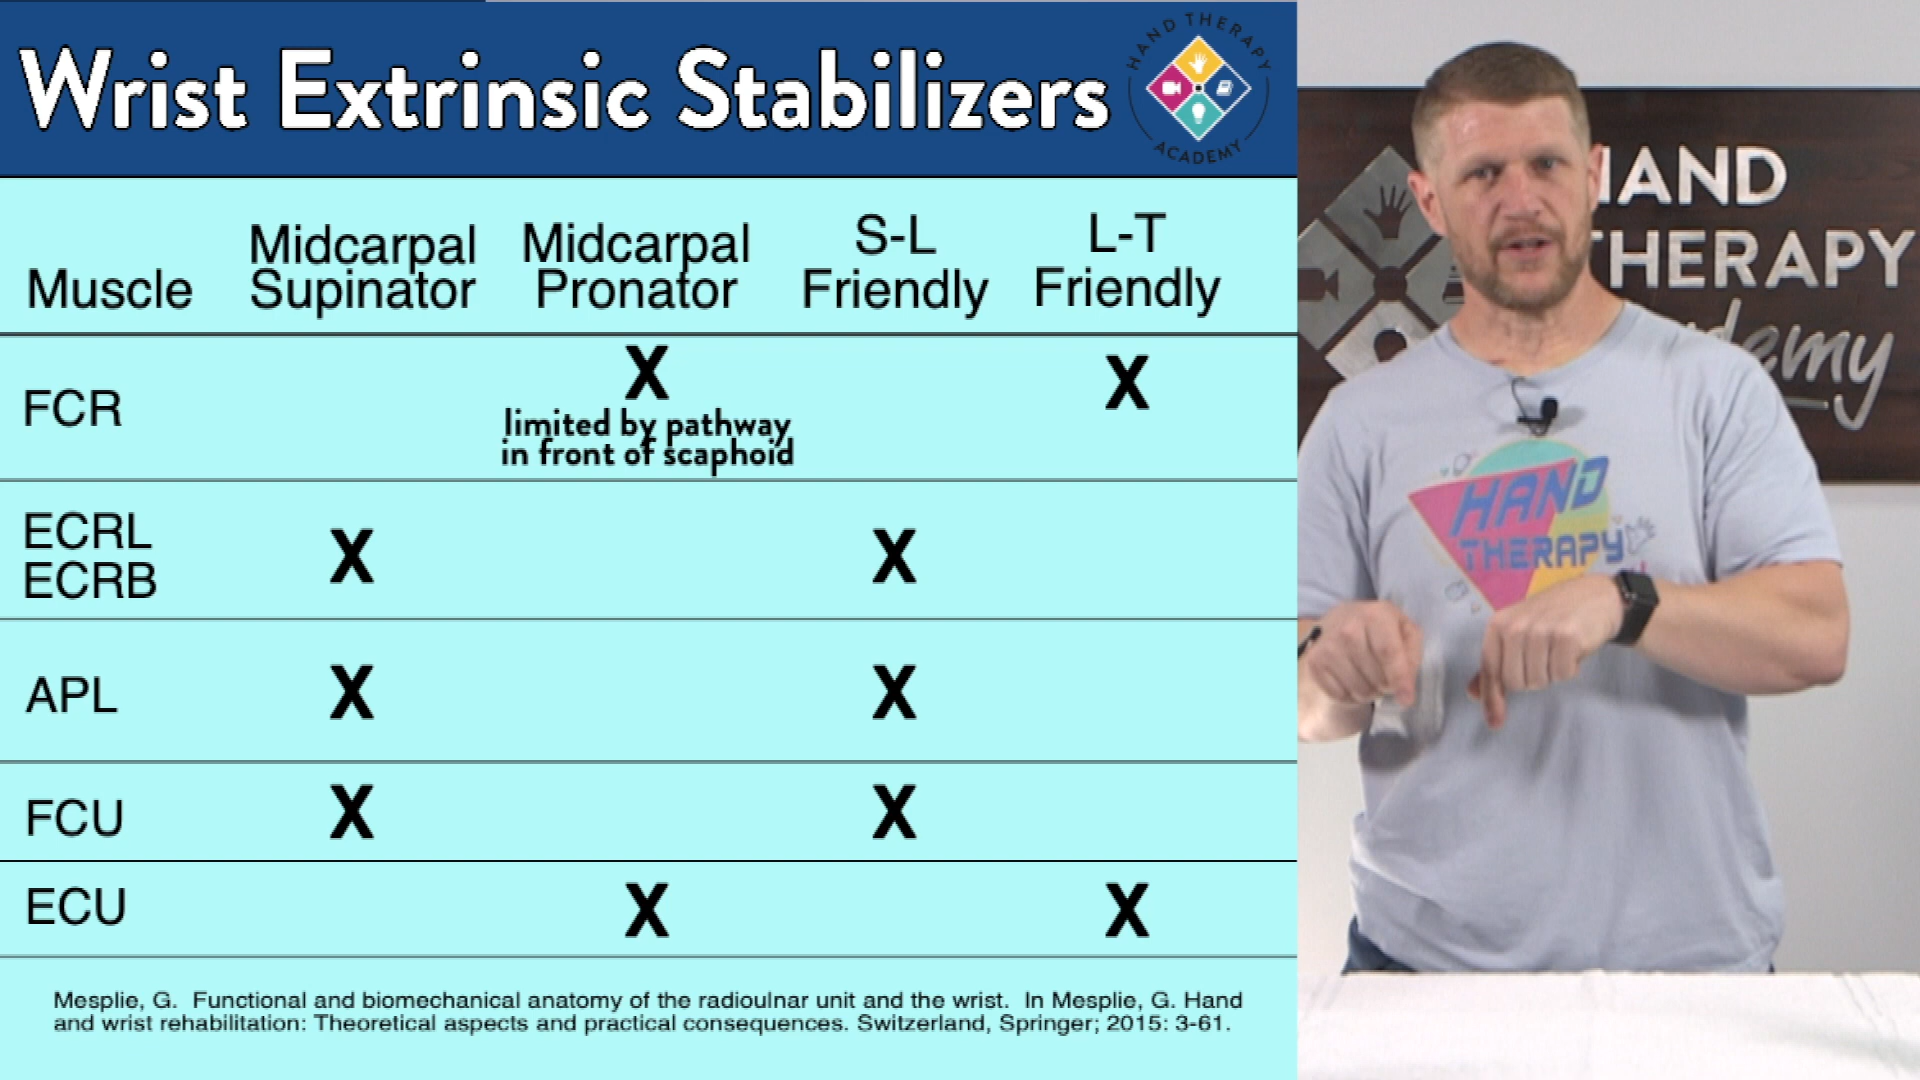 Wrist Extrinsic Stabilizers
HAND THERAPY
ACADEMY
Muscle
Midcarpal
Supinator
Midcarpal
Pronator
S-L
Friendly
L-T
Friendly
FCR
X
limited by pathway
in front of scaphoid
X
ECRL
ECRB
X
X
APL
X
X
FCU
X
X
ECU
X
X
Mesplie, G. Functional and biomechanical anatomy of the radioulnar unit and the wrist. In Mesplie, G. Hand
and wrist rehabilitation: Theoretical aspects and practical consequences. Switzerland, Springer; 2015: 3-61.
HAND
THERAPY
HAND
THERAPY